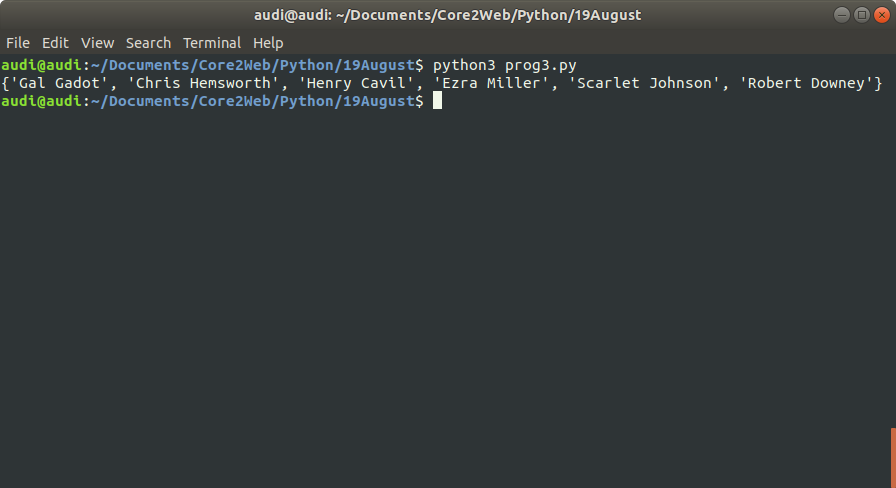 audi@audi: ~/Documents/Core2Web/Python/19August
File Edit View Search Terminal Help
audi@audi:~/Documents/Core2Web/Python/19August$ python3 prog3.py
{'Gal Gadot', 'Chris Hemsworth', 'Henry Cavil', 'Ezra Miller', 'Scarlet Johnson', 'Robert Downey'}
audi@audi:~/Documents/Core2Web/Python/19August$